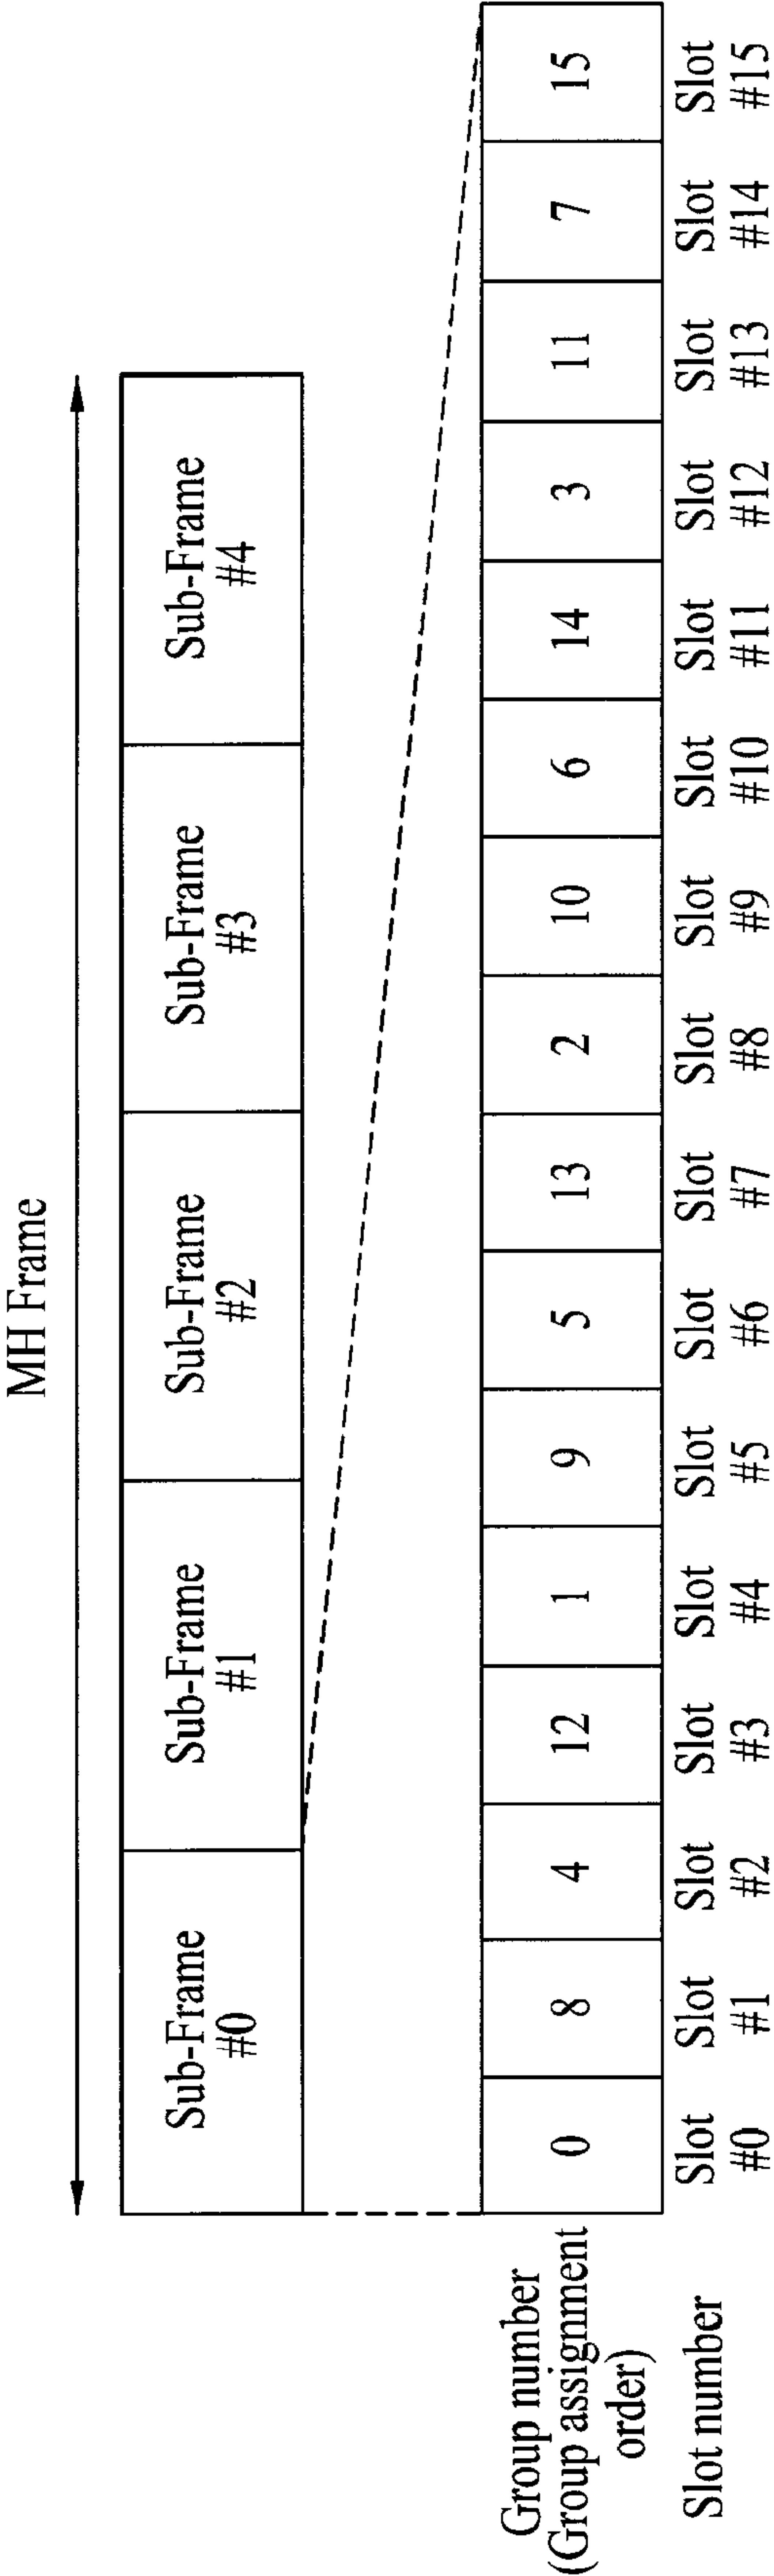 MH Frame
Sub-Frame
#0
Sub-Frame
#1
Sub-Frame
#2
Sub-Frame
#3
Sub-Frame
#4
Group number
(Group assignment
order)
0 8 4 12 1 9 5 13 2 10 6 14 3 11 7 15
Slot number
Slot
#0
Slot
#1
Slot
#2
Slot
#3
Slot
#4
Slot
#5
Slot
#6
Slot
#7
Slot
#8
Slot
#9
Slot
#10
Slot
#11
Slot
#12
Slot
#13
Slot
#14
Slot
#15